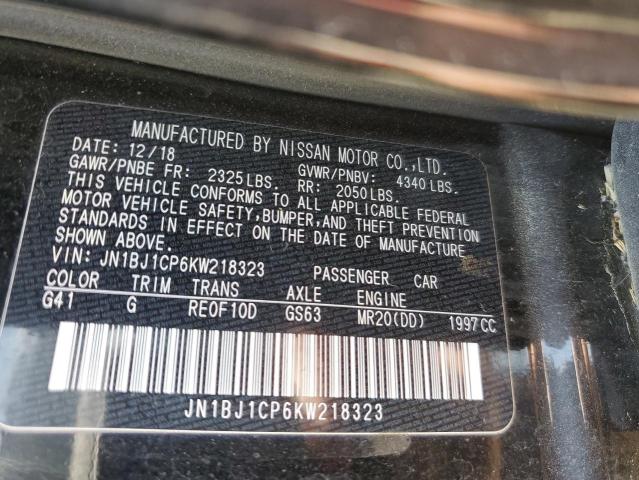 MANUFACTURED BY NISSAN MOTOR CO.,LTD.
DATE: 12/18 GVWR/PNBV: 4340 LBS.
GAWR/PNBE FR: 2325 LBS. RR: 2050 LBS.
THIS VEHICLE CONFORMS TO ALL APPLICABLE FEDERAL
MOTOR VEHICLE SAFETY,BUMPER,AND THEFT PREVENTION
STANDARDS IN EFFECT ON THE DATE OF MANUFACTURE
SHOWN ABOVE.
VIN: JN1BJ1CP6KW218323 PASSENGER CAR
COLOR TRIM TRANS AXLE ENGINE
G41 G RE0F10D GS63 MR20(DD) 1997CC
JN1BJ1CP6KW218323